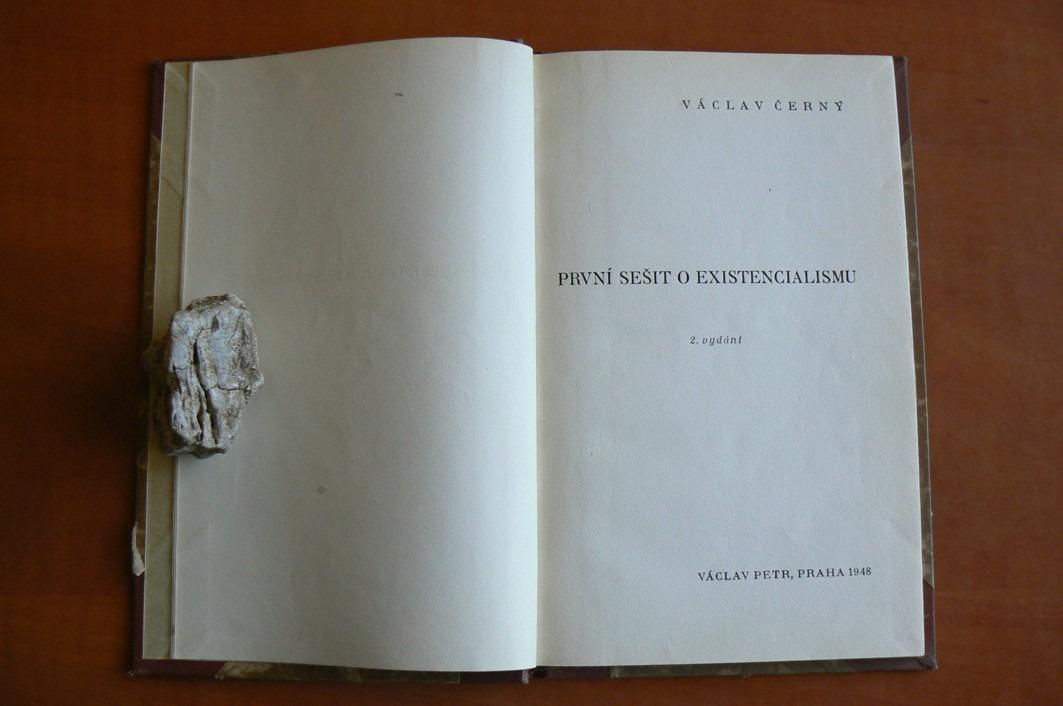 VÁCLAV ČERNÝ
PRVNÍ SEŠIT O EXISTENCIALISMU
2. vydání
VÁCLAV PETR, PRAHA 1948